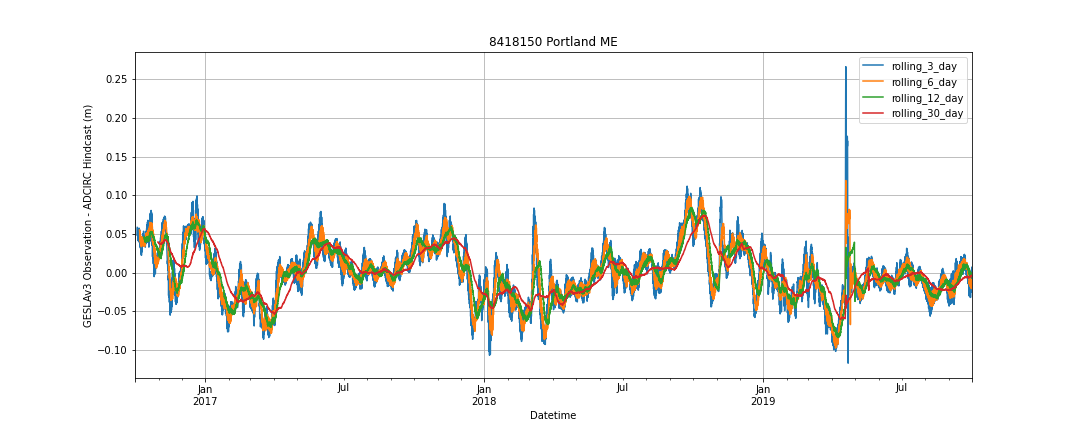 8418150 Portland ME
GESLAv3 Observation - ADCIRC Hindcast (m)
0.25
0.20
0.15
0.10
0.05
0.00
−0.05
−0.10
rolling_3_day
rolling_6_day
rolling_12_day
rolling_30_day
Jan
2017
Jul
Jan
2018
Jul
Jan
2019
Jul
Datetime